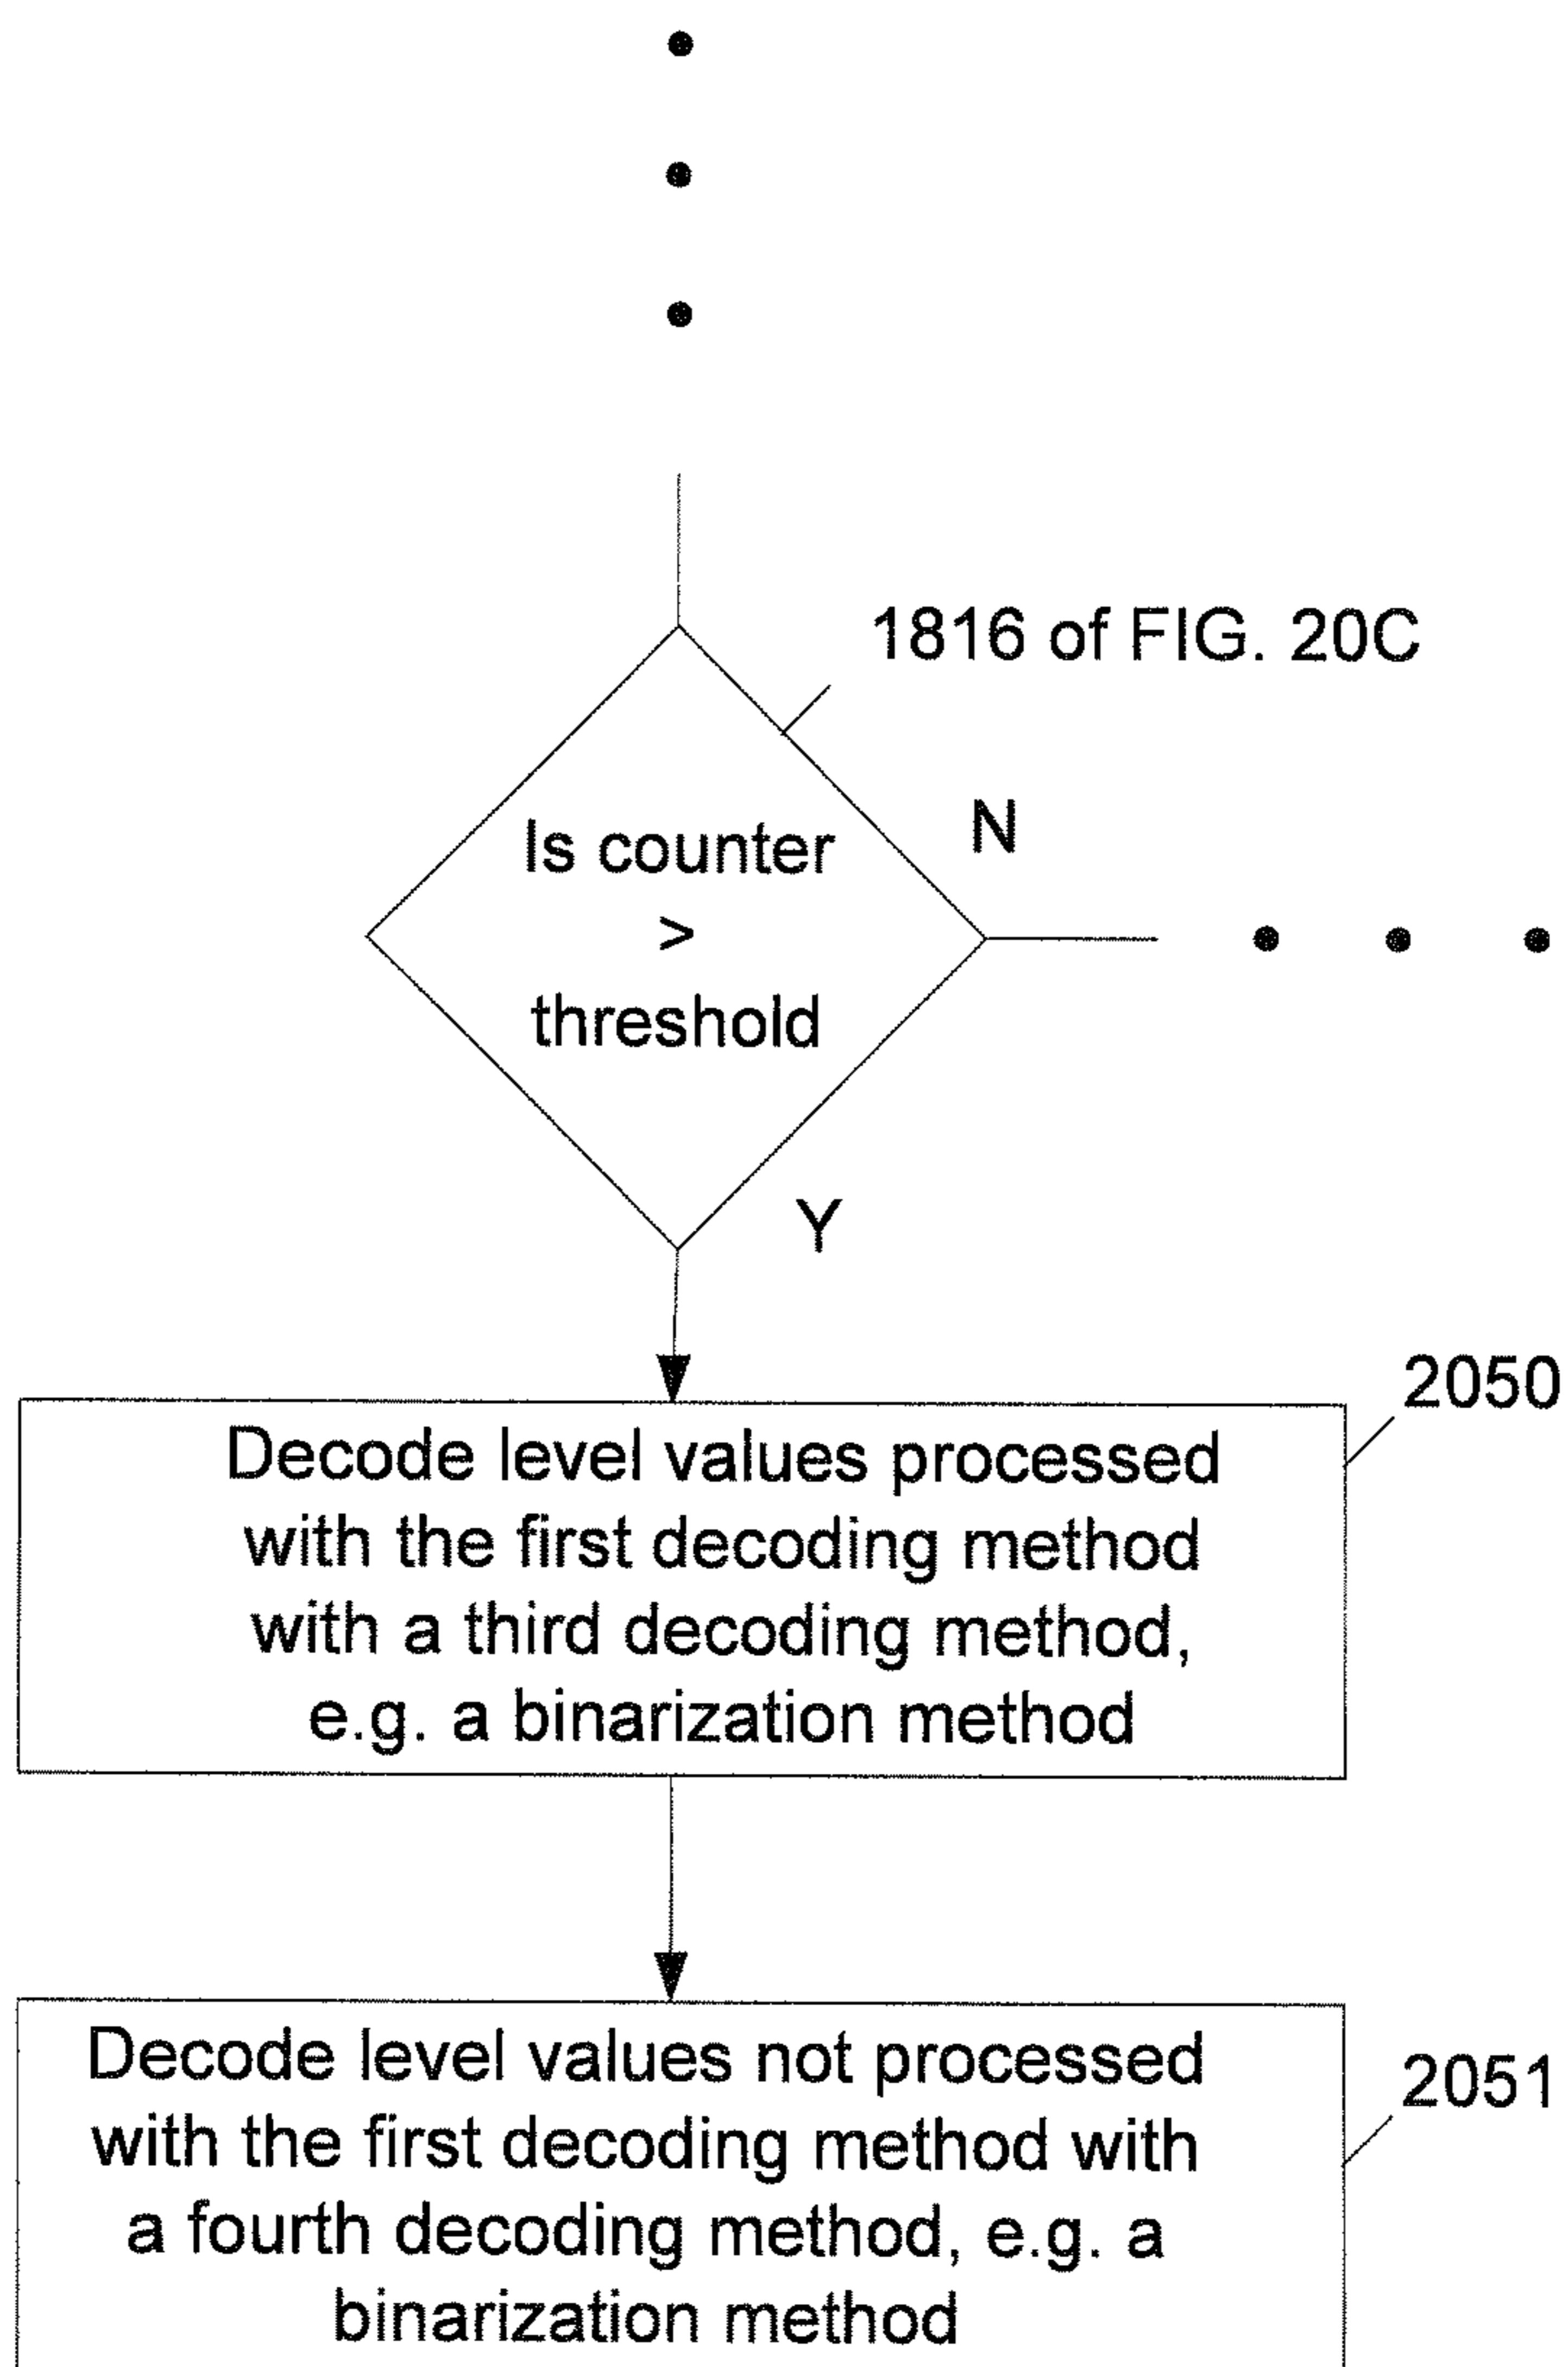 1816 of FIG. 20C
Is counter
>
threshold
N
Y
2050
Decode level values processed
with the first decoding method
with a third decoding method,
e.g. a binarization method
2051
Decode level values not processed
with the first decoding method with
a fourth decoding method, e.g. a
binarization method